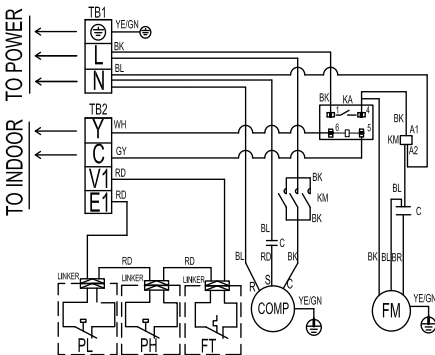 TO POWER
TO INDOOR
TB1
L
N
YE/GN
BK
BL
TB2
Y
C
V1
E1
WH
GY
RD
RD
BK
KA
1
4
6
5
BK
KM
A1
A2
BK
KM
BK
BL
C
BL
C
BL
RD
BK
R
S
C
COMP
YE/GN
BK
BL
BR
FM
YE/GN
RD
RD
LINKER
LINKER
LINKER
PL
PH
FT